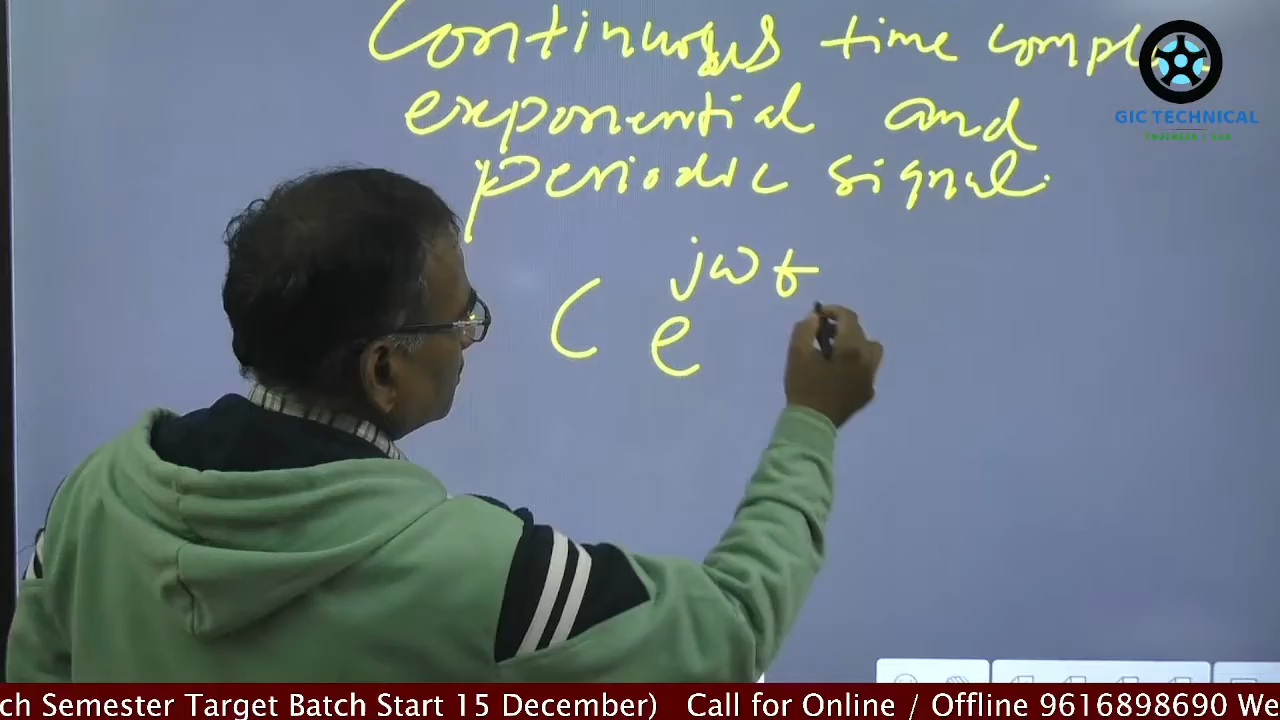 Continuous time compl
GIC TECHNICAL
exponential and
periodic signal.
C e^jωt
ch Semester Target Batch Start 15 December) Call for Online / Offline 9616898690 We